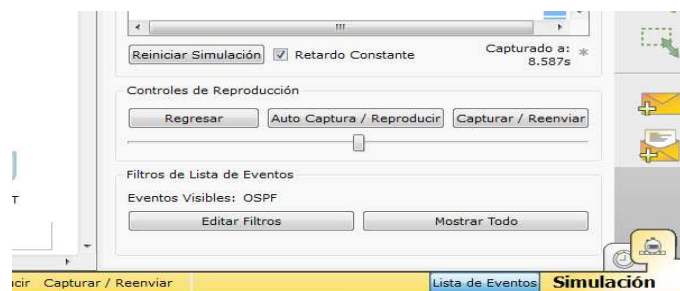 Reiniciar Simulación Retardo Constante Capturado a: *
8.587s
Controles de Reproducción
Regresar Auto Captura / Reproducir Capturar / Reenviar
Filtros de Lista de Eventos
T
Eventos Visibles: OSPF
Editar Filtros Mostrar Todo
cir Capturar / Reenviar Lista de Eventos Simulación